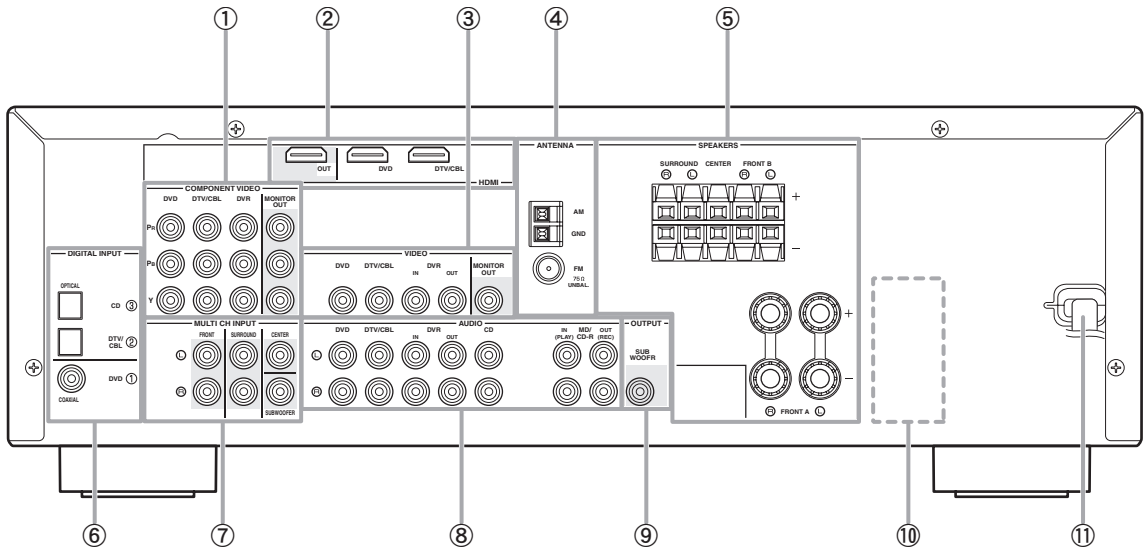 ① ② ③ ④ ⑤
ANTENNA
SPEAKERS
SURROUND CENTER FRONT B
R L R L
OUT DVD DTV/CBL
HDMI
COMPONENT VIDEO
DVD DTV/CBL DVR MONITOR OUT
PR
PB
Y
+
–
AM
GND
FM
75Ω
UNBAL.
DIGITAL INPUT
OPTICAL
CD ③
DTV/
CBL ②
DVD ①
COAXIAL
VIDEO
DVD DTV/CBL DVR MONITOR OUT
IN OUT
MULTI CH INPUT
FRONT SURROUND CENTER
L
R
SUBWOOFER
AUDIO
DVD DTV/CBL DVR CD
IN OUT
IN MD/ OUT
(PLAY) CD-R (REC)
L
R
OUTPUT
SUB
WOOFR
+
–
R FRONT A L
⑥ ⑦ ⑧ ⑨ ⑩ ⑪